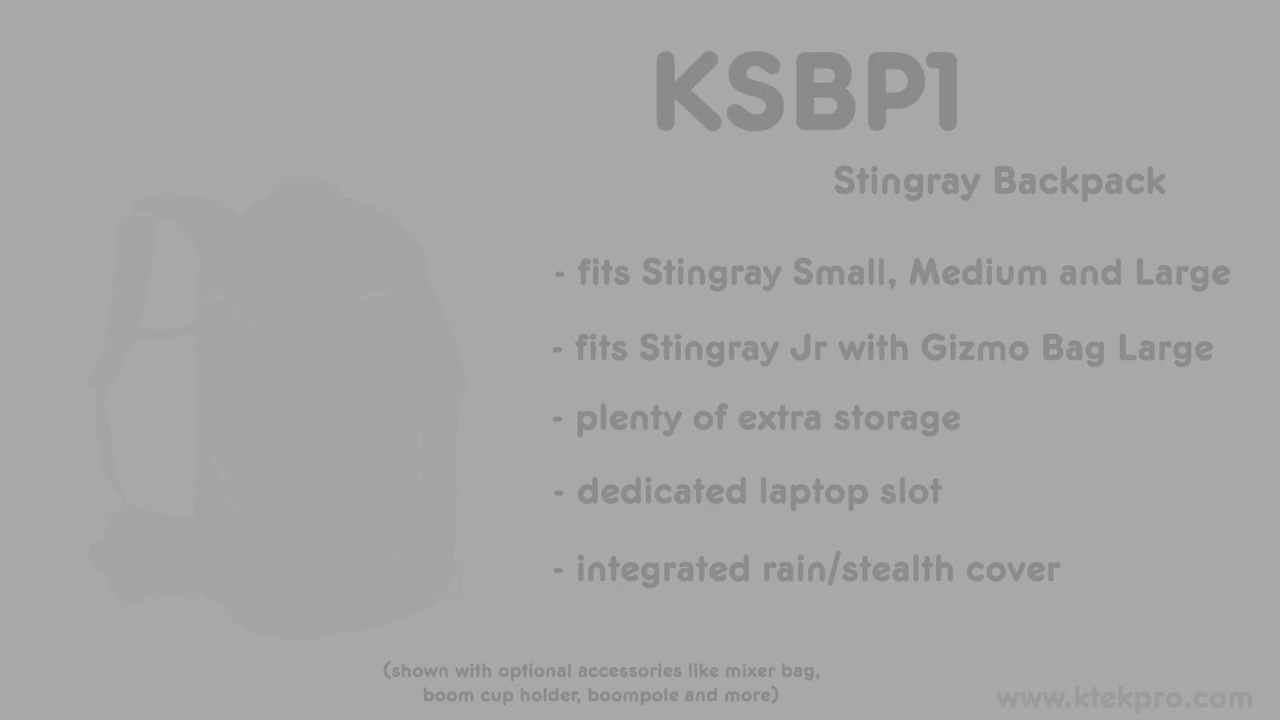 KSBP1
Stingray Backpack
- fits Stingray Small, Medium and Large
- fits Stingray Jr with Gizmo Bag Large
- plenty of extra storage
- dedicated laptop slot
- integrated rain/stealth cover
(shown with optional accessories like mixer bag,
boom cup holder, boompole and more)
www.ktekpro.com